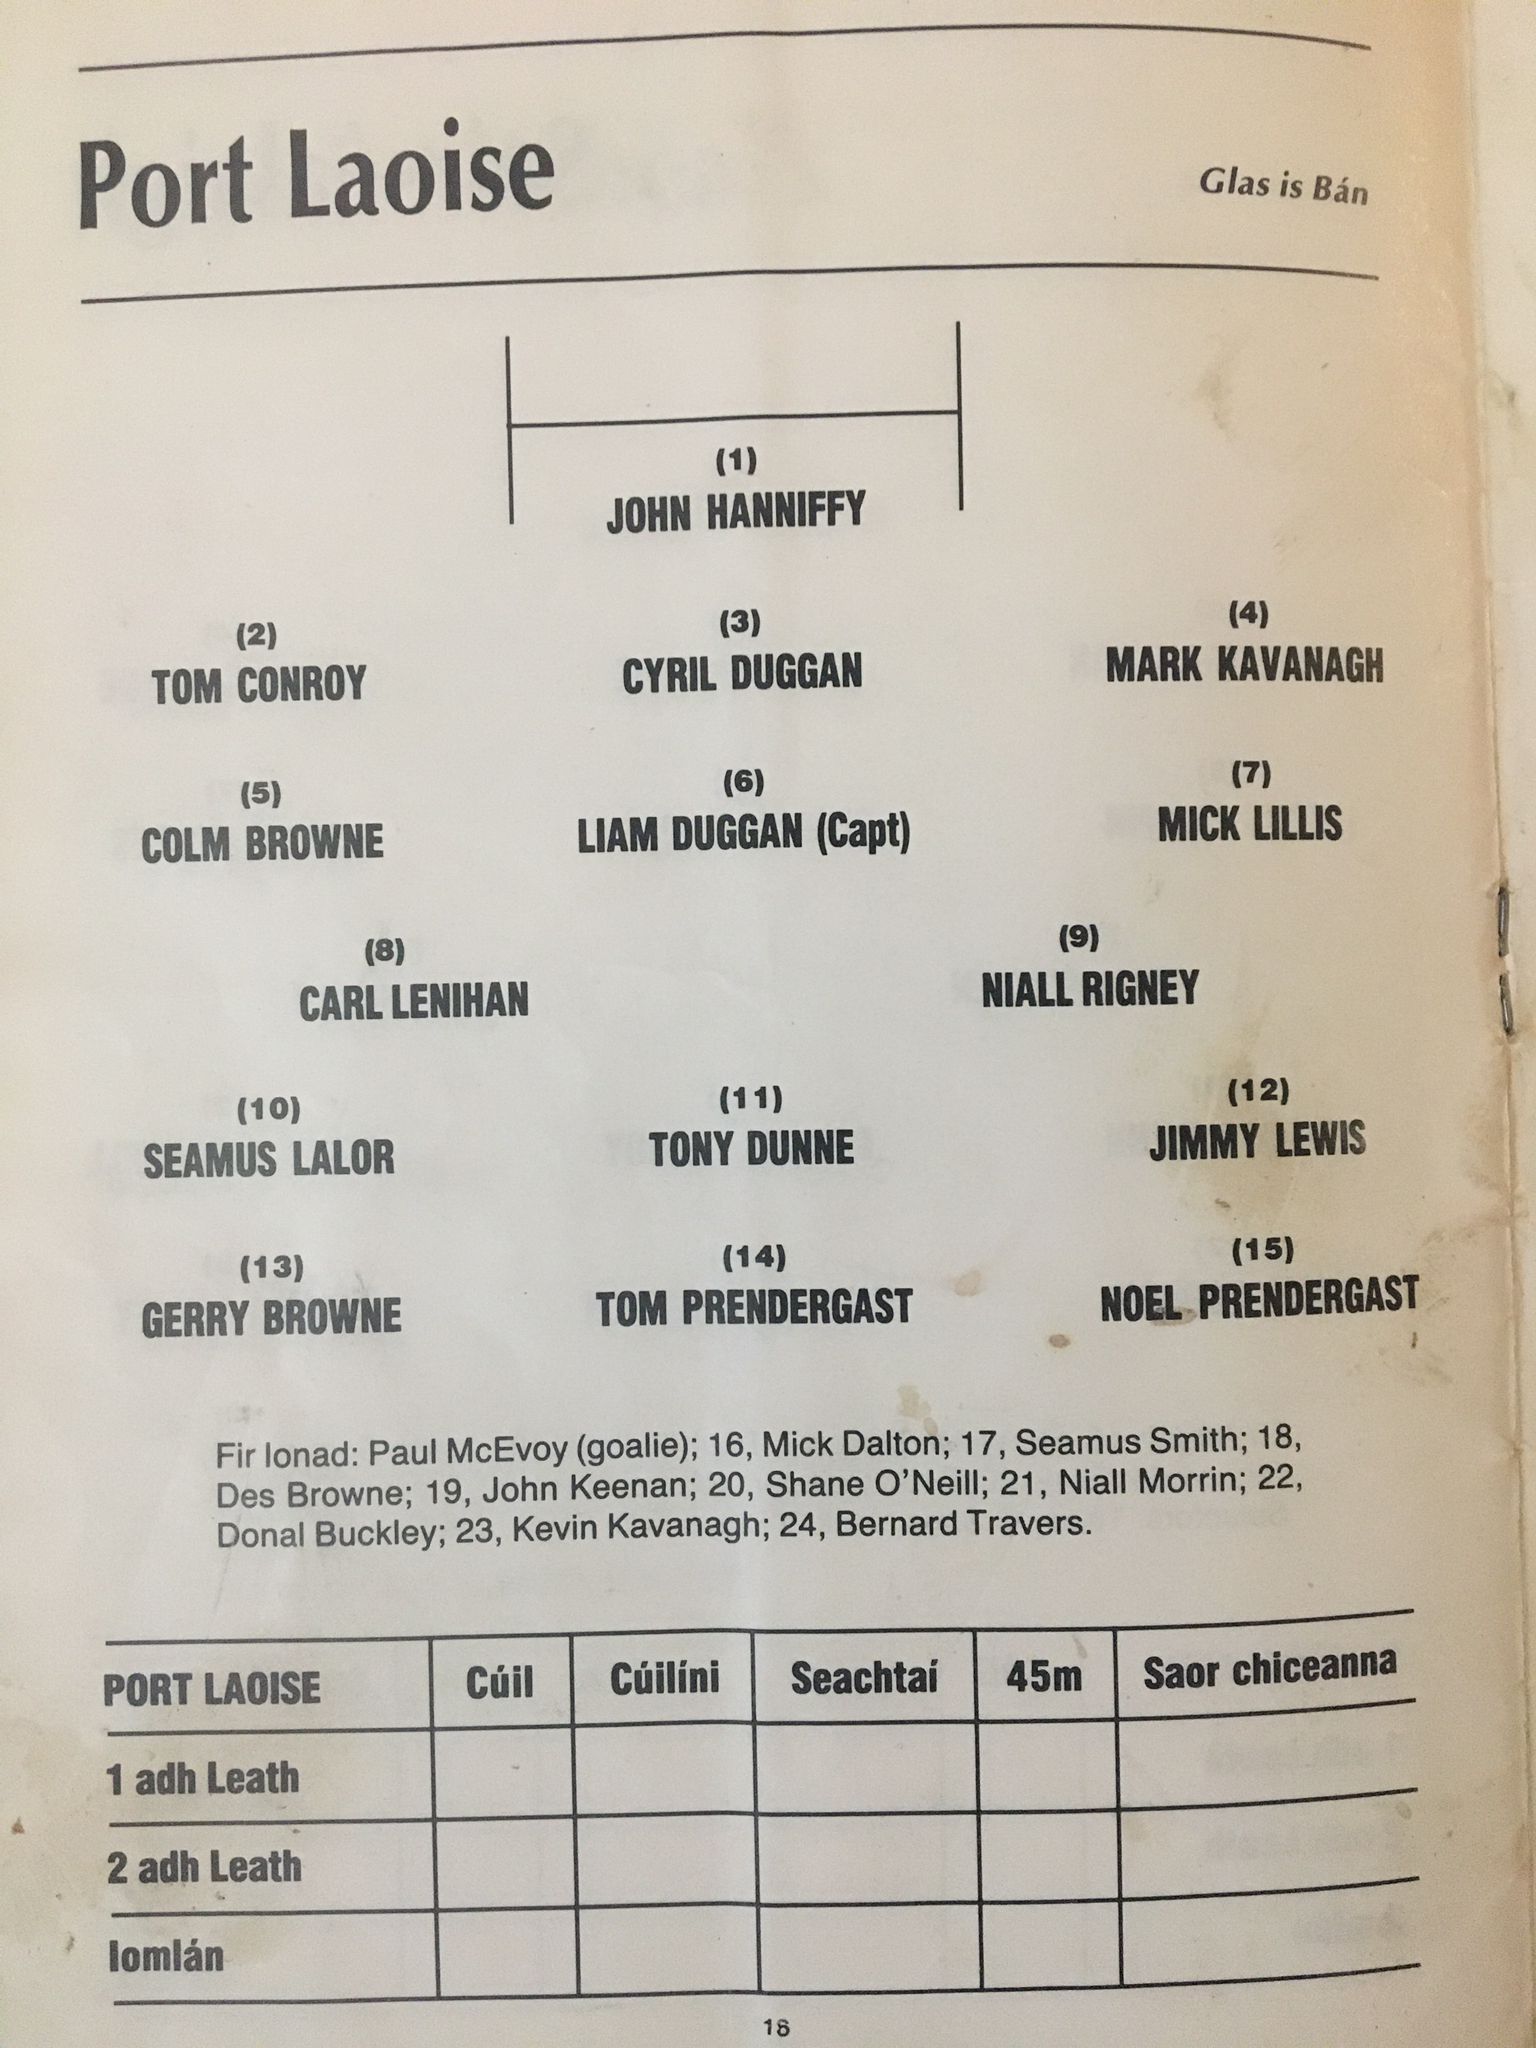 Port Laoise
Glas is Bán
(1)
JOHN HANNIFFY
(2) (3) (4)
TOM CONROY CYRIL DUGGAN MARK KAVANAGH
(5) (6) (7)
COLM BROWNE LIAM DUGGAN (Capt) MICK LILLIS
(8) (9)
CARL LENIHAN NIALL RIGNEY
(10) (11) (12)
SEAMUS LALOR TONY DUNNE JIMMY LEWIS
(13) (14) (15)
GERRY BROWNE TOM PRENDERGAST NOEL PRENDERGAST
Fir Ionad: Paul McEvoy (goalie); 16, Mick Dalton; 17, Seamus Smith; 18,
Des Browne; 19, John Keenan; 20, Shane O'Neill; 21, Niall Morrin; 22,
Donal Buckley; 23, Kevin Kavanagh; 24, Bernard Travers.
PORT LAOISE Cúil Cúilíni Seachtaí 45m Saor chiceanna
1 adh Leath
2 adh Leath
Iomlán
18